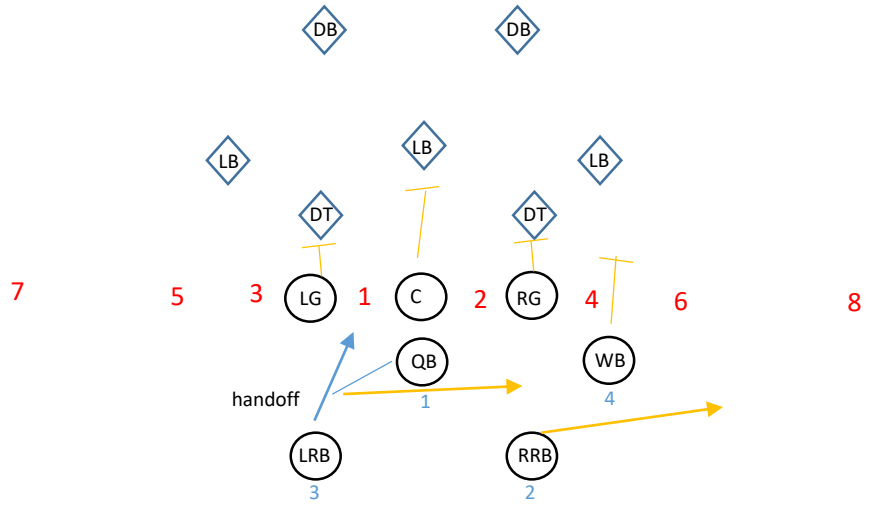 DB DB
LB LB LB
DT DT
7 5 3 LG 1 C 2 RG 4 6 8
QB WB
handoff 1 4
LRB RRB
3 2